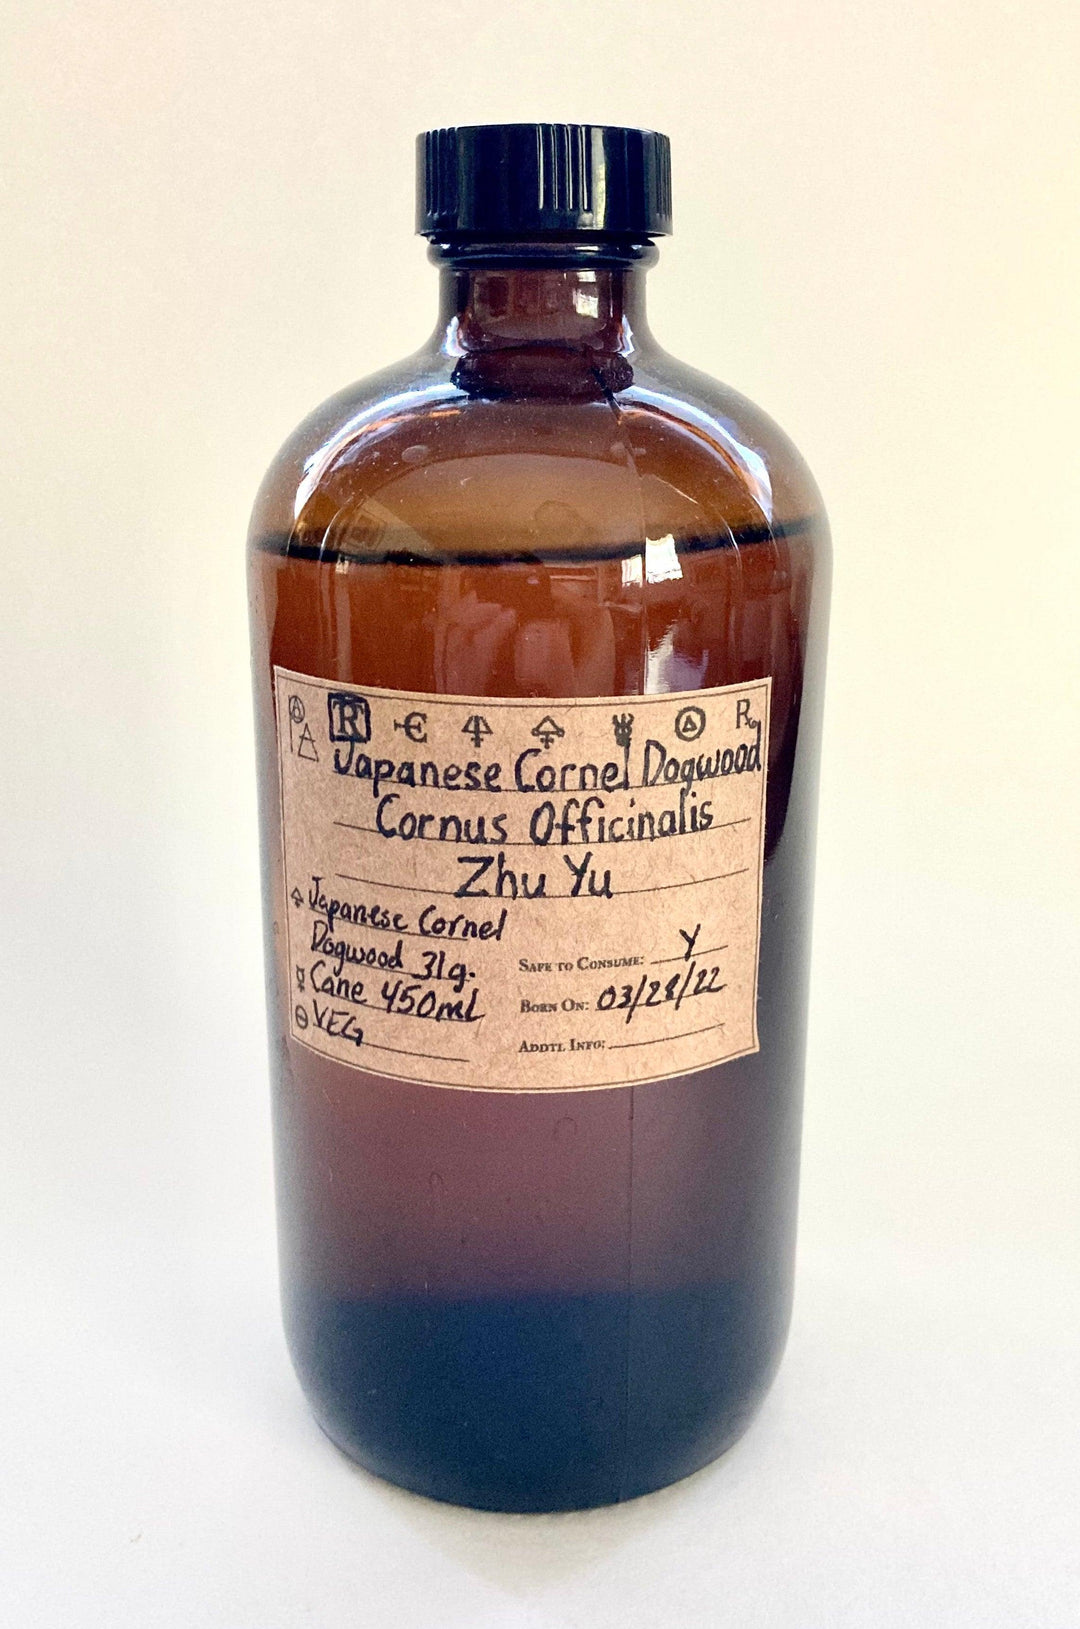 Japanese Cornel Dogwood
Cornus Officinalis
Zhu Yu
Japanese Cornel
Dogwood 31g.
Cane 450mL
VEG
SAFE TO CONSUME: Y
BORN ON: 03/28/22
ADDTL INFO: